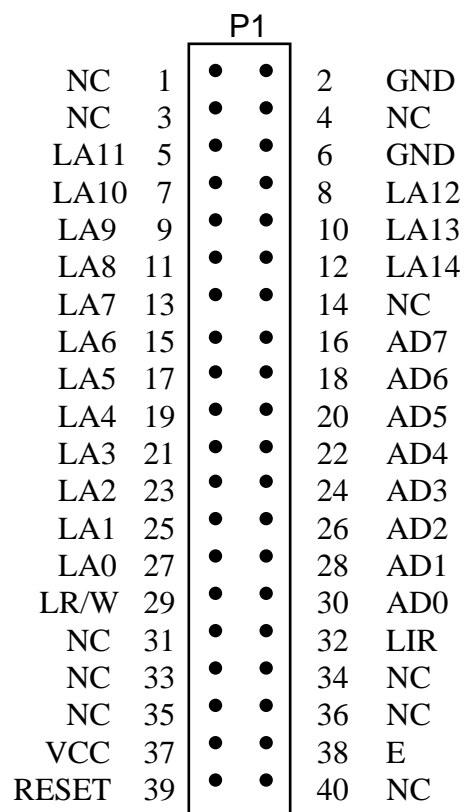 P1
NC 1 2 GND
NC 3 4 NC
LA11 5 6 GND
LA10 7 8 LA12
LA9 9 10 LA13
LA8 11 12 LA14
LA7 13 14 NC
LA6 15 16 AD7
LA5 17 18 AD6
LA4 19 20 AD5
LA3 21 22 AD4
LA2 23 24 AD3
LA1 25 26 AD2
LA0 27 28 AD1
LR/W 29 30 AD0
NC 31 32 LIR
NC 33 34 NC
NC 35 36 NC
VCC 37 38 E
RESET 39 40 NC